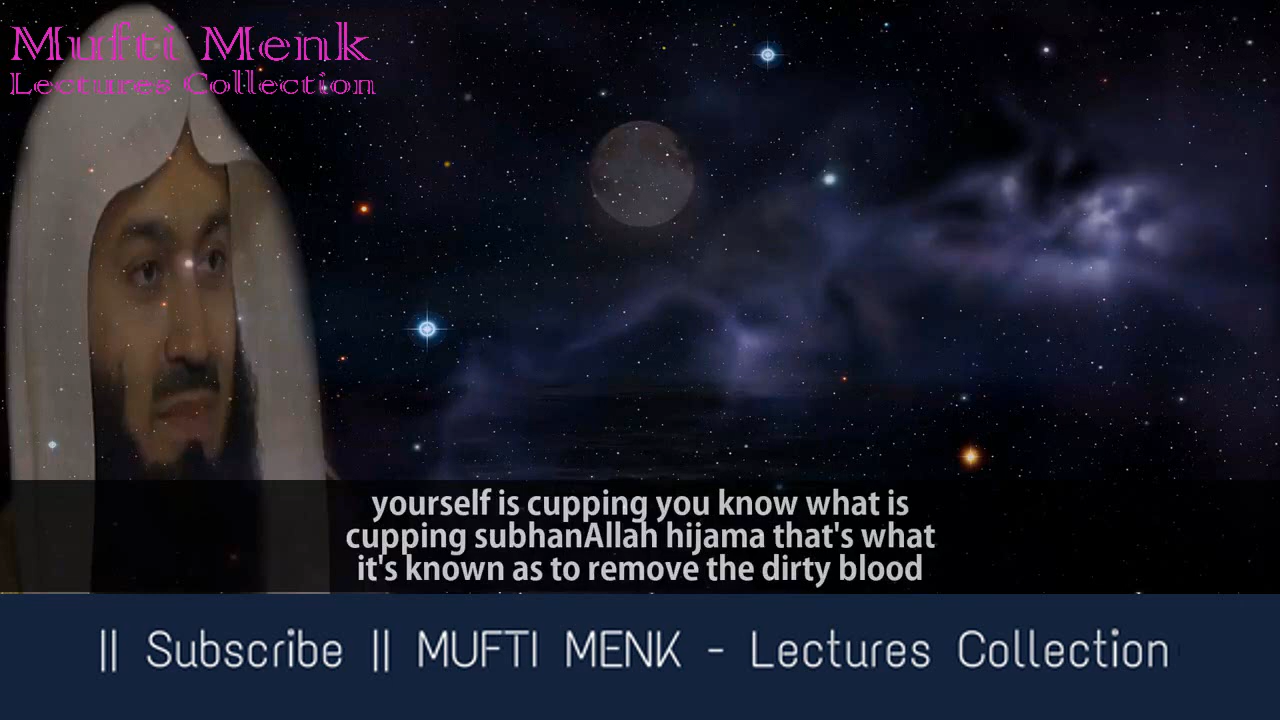 Mufti Menk
Lectures Collection
yourself is cupping you know what is
cupping subhanAllah hijama that's what
it's known as to remove the dirty blood
|| Subscribe || MUFTI MENK - Lectures Collection